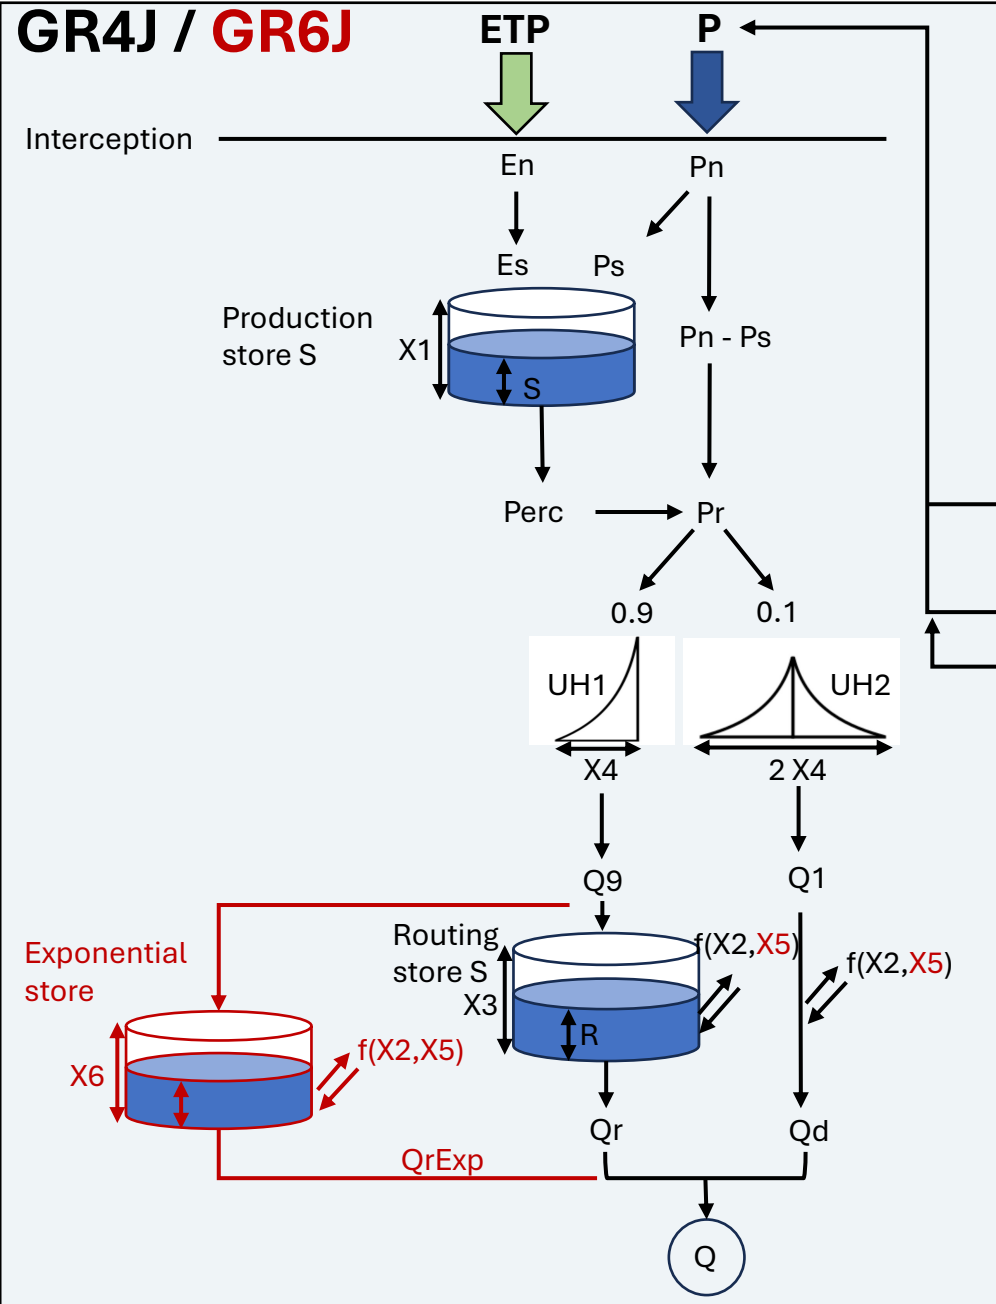 GR4J / GR6J
ETP
P
Interception
En
Pn
Es
Ps
Production
store S
X1
S
Pn - Ps
Perc
Pr
0.9
0.1
UH1
UH2
X4
2 X4
Q9
Q1
Routing
store S
X3
R
f(X2,X5)
f(X2,X5)
Exponential
store
X6
f(X2,X5)
Qr
Qd
QrExp
Q